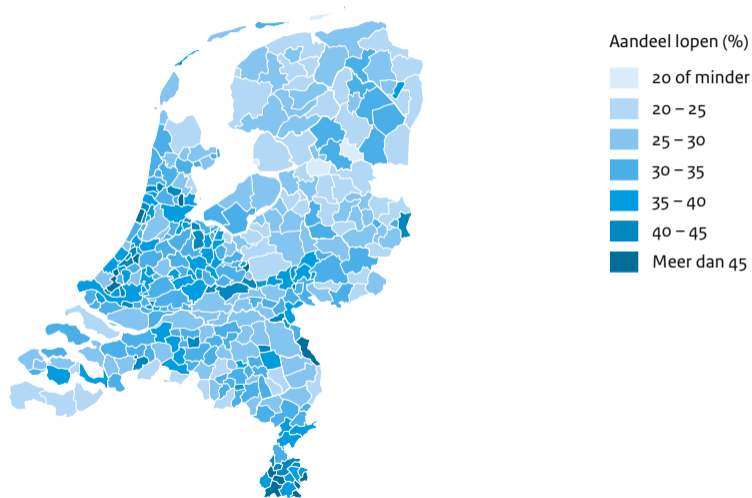 Aandeel lopen (%)
20 of minder
20 – 25
25 – 30
30 – 35
35 – 40
40 – 45
Meer dan 45